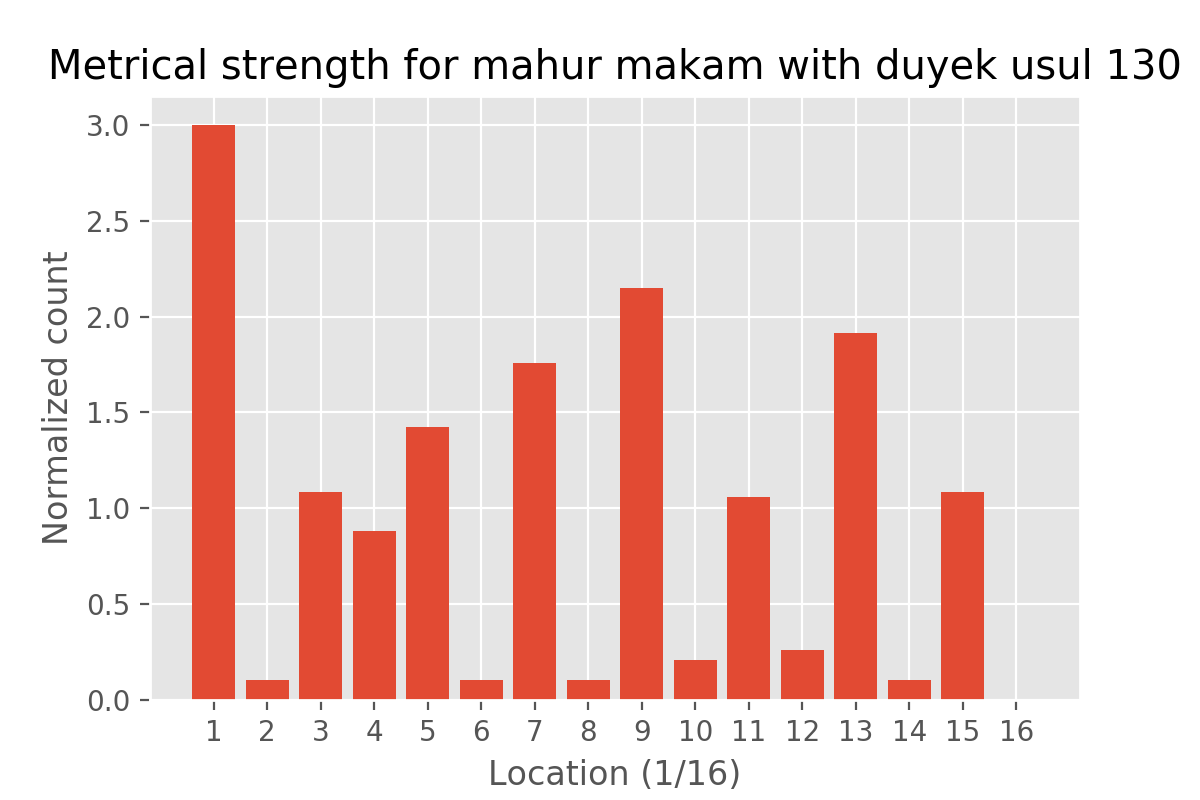 Metrical strength for mahur makam with duyek usul 130
Normalized count
3.0
2.5
2.0
1.5
1.0
0.5
0.0
1 2 3 4 5 6 7 8 9 10 11 12 13 14 15 16
Location (1/16)